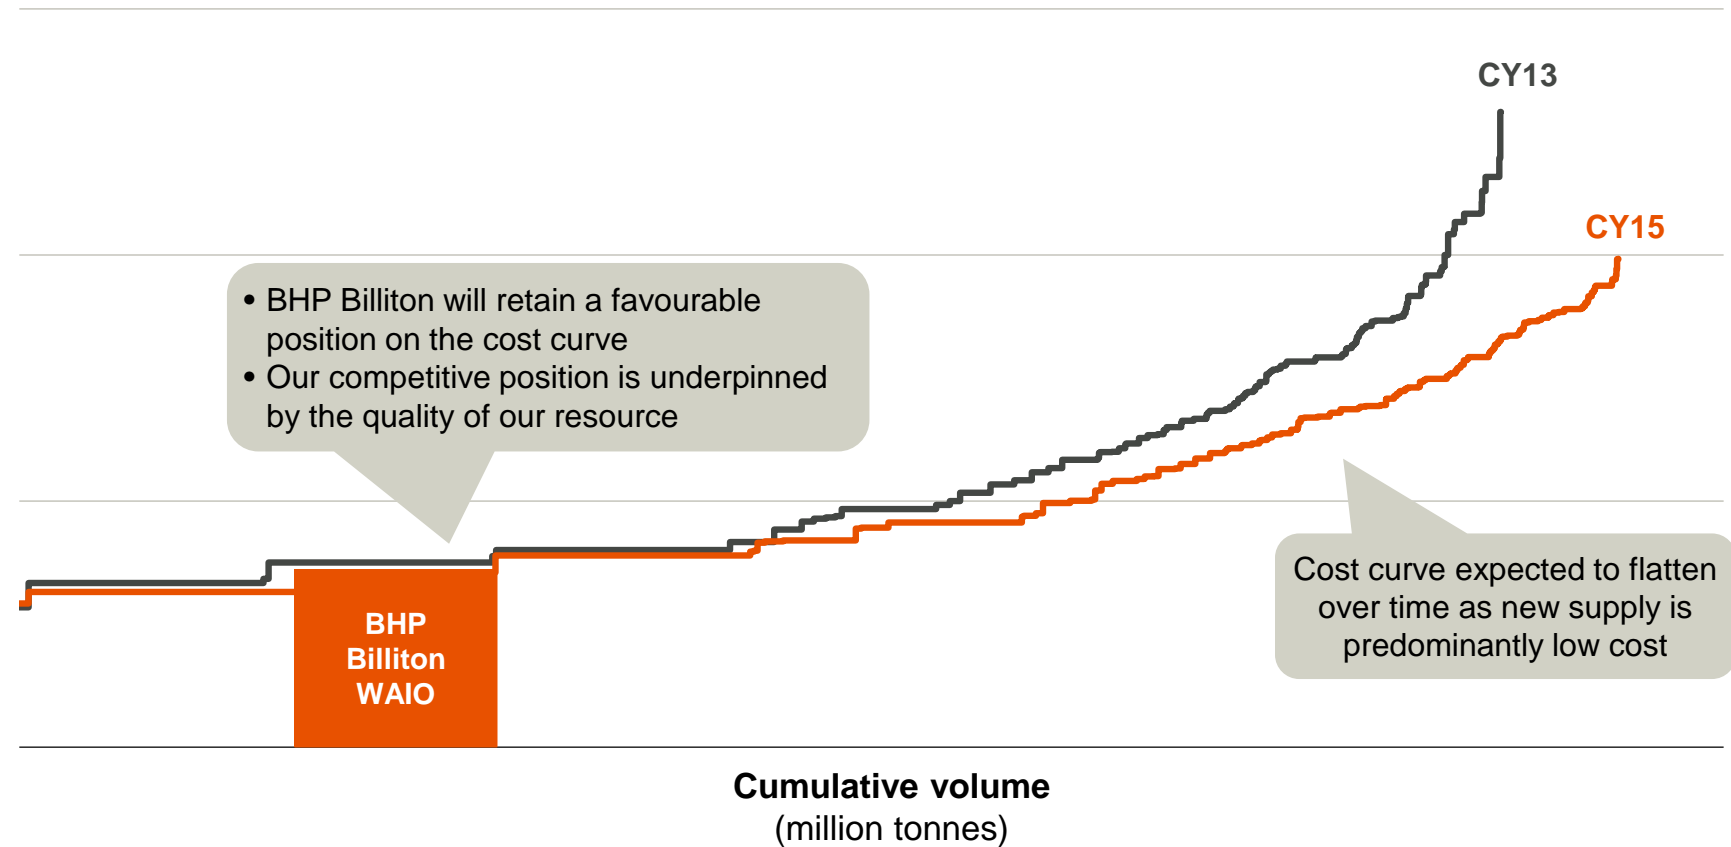 CY13
CY15
• BHP Billiton will retain a favourable
position on the cost curve
• Our competitive position is underpinned
by the quality of our resource
Cost curve expected to flatten
over time as new supply is
predominantly low cost
BHP
Billiton
WAIO
Cumulative volume
(million tonnes)